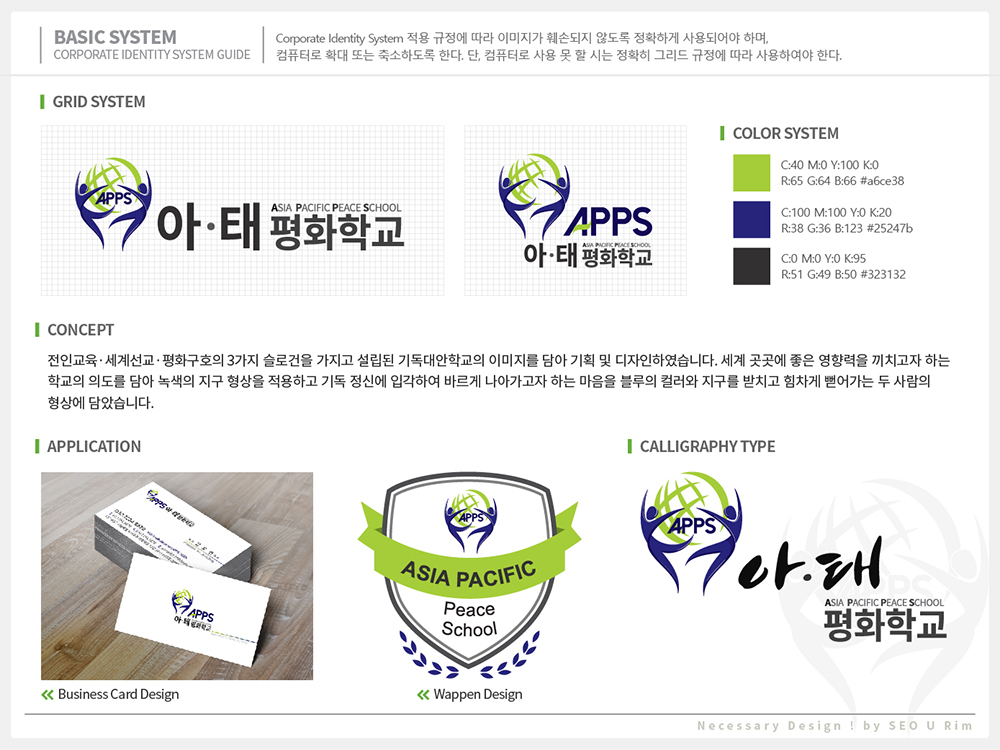 BASIC SYSTEM
CORPORATE IDENTITY SYSTEM GUIDE
Corporate Identity System 적용 규정에 따라 이미지가 훼손되지 않도록 정확하게 사용되어야 하며,
컴퓨터로 확대 또는 축소하도록 한다. 단, 컴퓨터로 사용 못 할 시는 정확히 그리드 규정에 따라 사용하여야 한다.
GRID SYSTEM
APPS
아·태
ASIA PACIFIC PEACE SCHOOL
평화학교
APPS
아·태
ASIA PACIFIC PEACE SCHOOL
평화학교
COLOR SYSTEM
C:40 M:0 Y:100 K:0
R:65 G:64 B:66 #a6ce38
C:100 M:100 Y:0 K:20
R:38 G:36 B:123 #25247b
C:0 M:0 Y:0 K:95
R:51 G:49 B:50 #323132
CONCEPT
전인교육·세계선교·평화구호의 3가지 슬로건을 가지고 설립된 기독대안학교의 이미지를 담아 기획 및 디자인하였습니다. 세계 곳곳에 좋은 영향력을 끼치고자 하는
학교의 의도를 담아 녹색의 지구 형상을 적용하고 기독 정신에 입각하여 바르게 나아가고자 하는 마음을 블루의 컬러와 지구를 받치고 힘차게 뻗어가는 두 사람의
형상에 담았습니다.
APPLICATION
APPS
아·태 평화학교
APPS
아·태 평화학교
Business Card Design
APPS
ASIA PACIFIC
Peace
School
Wappen Design
CALLIGRAPHY TYPE
APPS
아·태
APPS
ASIA PACIFIC PEACE SCHOOL
평화학교
Necessary Design ! by SEO U Rim